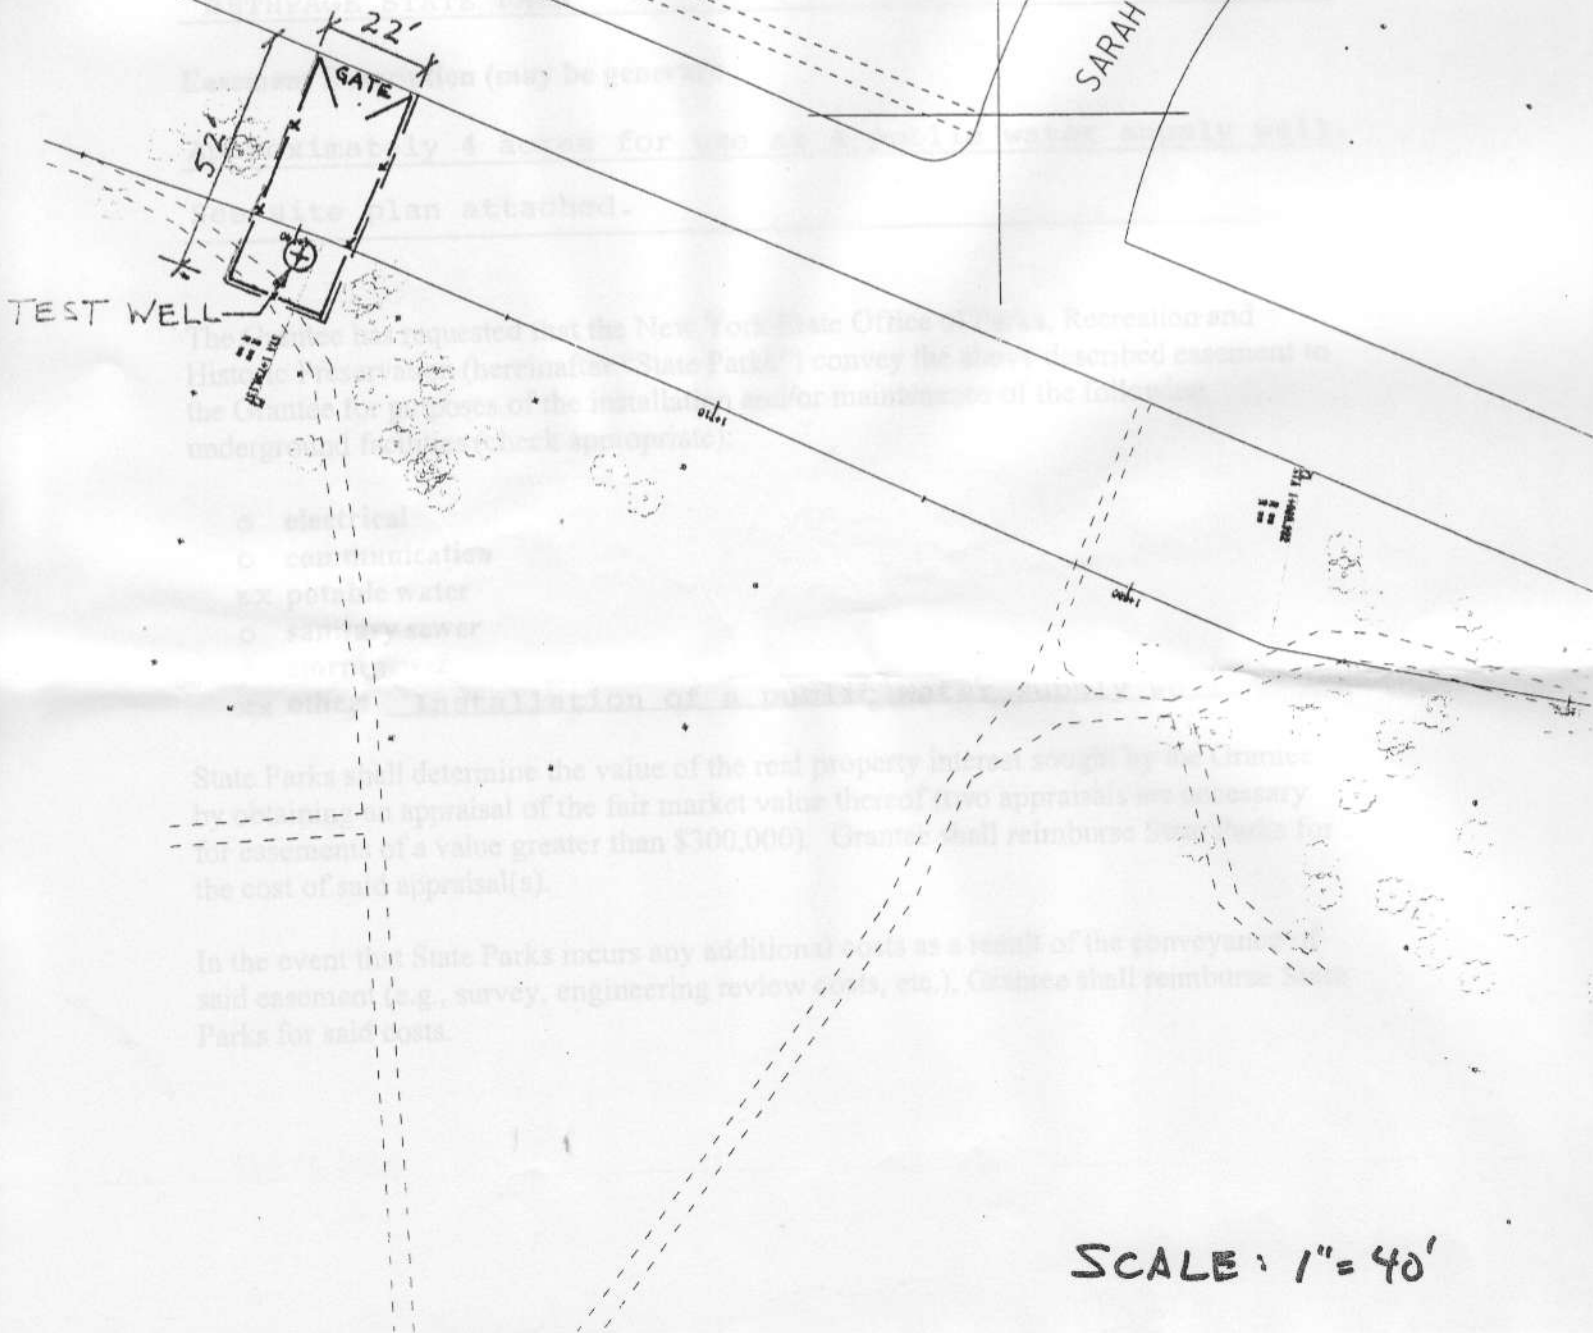 22'
GATE
SARAH
52'
(may be general)
Approximately 4 acres for use as a public water supply well.
See site plan attached.
TEST WELL
The Grantee has requested that the New York State Office of Parks, Recreation and
Historic Preservation (hereinafter "State Parks") convey the above described easement to
the Grantee for purposes of the installation and/or maintenance of the following
underground facilities (check appropriate):
o electrical
o communication
xx potable water
o sanitary sewer
xx other Installation of a public water supply
State Parks shall determine the value of the real property interest sought by the Grantee
by obtaining an appraisal of the fair market value thereof (two appraisals are necessary
for easements of a value greater than $300,000). Grantee shall reimburse State Parks for
the cost of said appraisal(s).
In the event that State Parks incurs any additional costs as a result of the conveyance of
said easement (e.g., survey, engineering review costs, etc.), Grantee shall reimburse State
Parks for said costs.
SCALE: 1"=40'